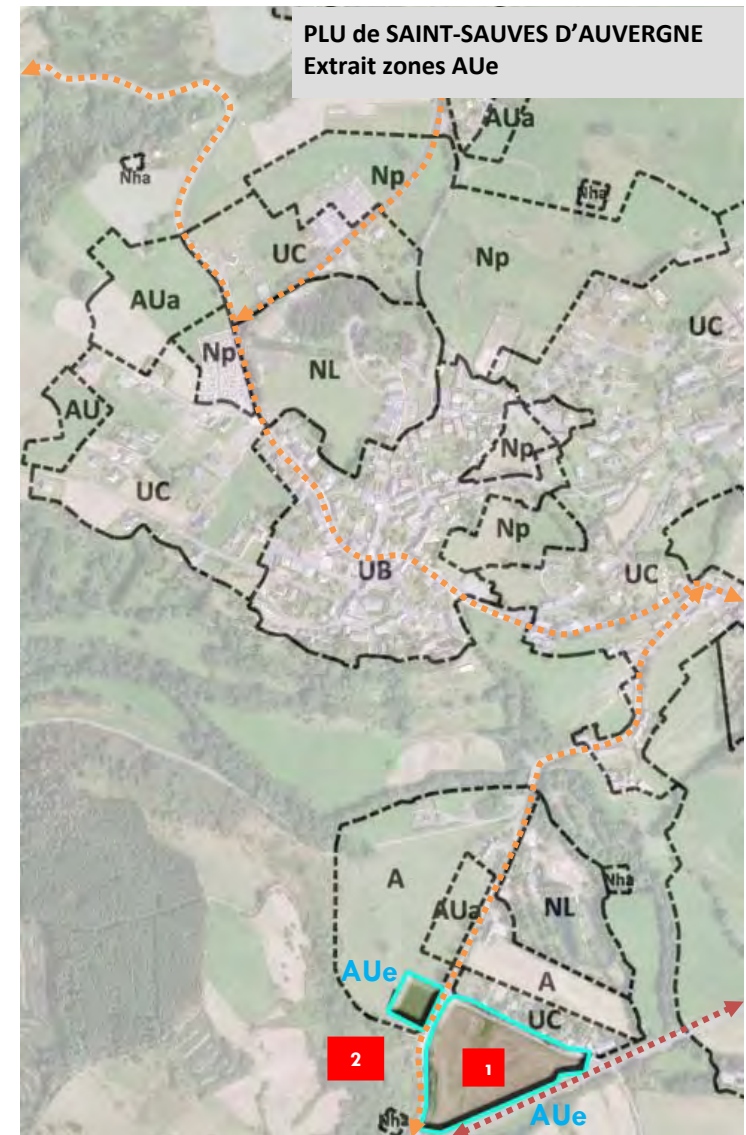 PLU de SAINT-SAUVES D’AUVERGNE
Extrait zones AUe
AUa
Nha
Np
Nha
UC
Np
AUa
UC
Np
NL
AU
Np
UC
Np
UB
UC
A
Nha
AUa
NL
AUe
A
UC
2
1
AUe
Nha